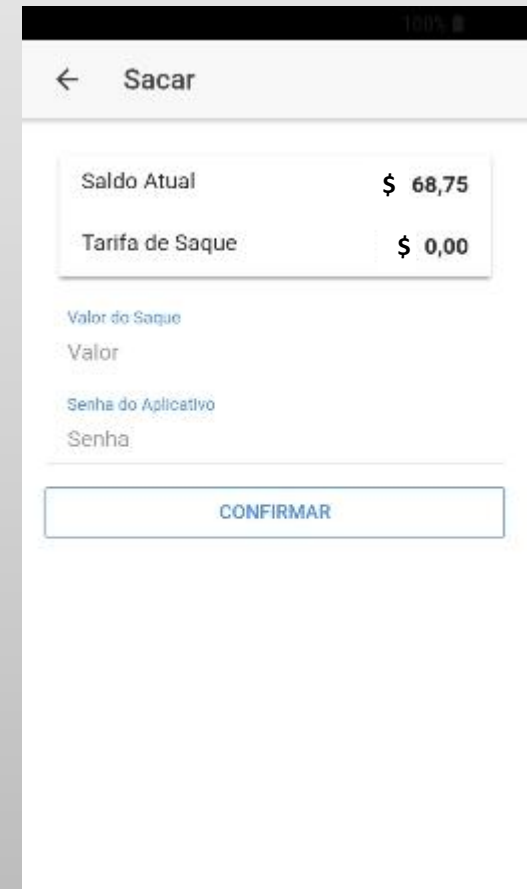 100%
Sacar
Saldo Atual $ 68,75
Tarifa de Saque $ 0,00
Valor do Saque
Valor
Senha do Aplicativo
Senha
CONFIRMAR